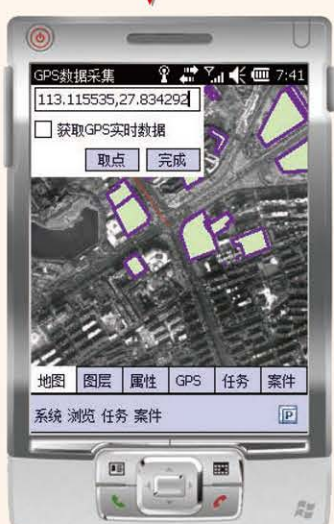 GPS数据采集 7:41
113.115535,27.834292
获取GPS实时数据
取点 完成
地图 图层 属性 GPS 任务 案件
系统 浏览 任务 案件 P